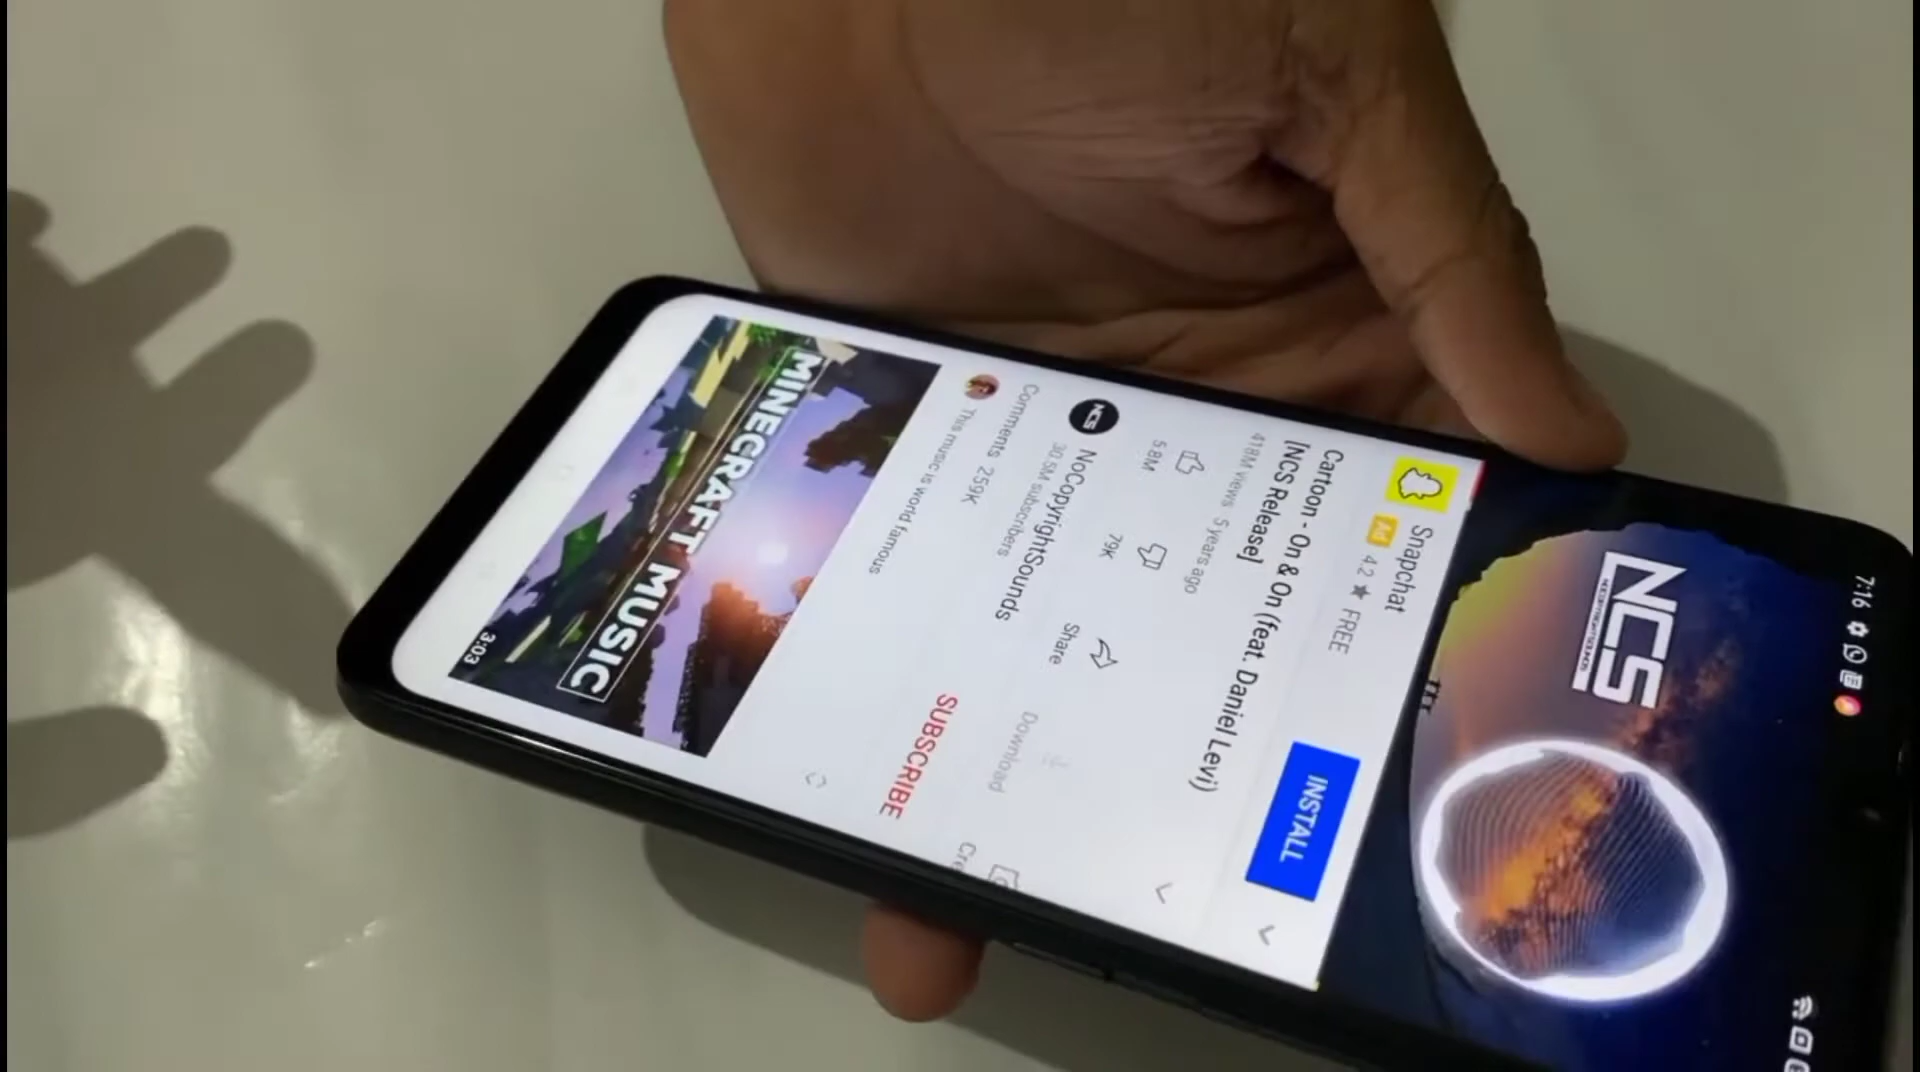 7:16
NCS
Snapchat
Ad 4.2 ★ FREE
INSTALL
Cartoon - On & On (feat. Daniel Levi)
[NCS Release]
418M views 5 years ago
5.8M
79K
Share
Download
NCS
NoCopyrightSounds
30.5M subscribers
SUBSCRIBE
Comments 259K
This music is world famous
MINECRAFT MUSIC
3:03